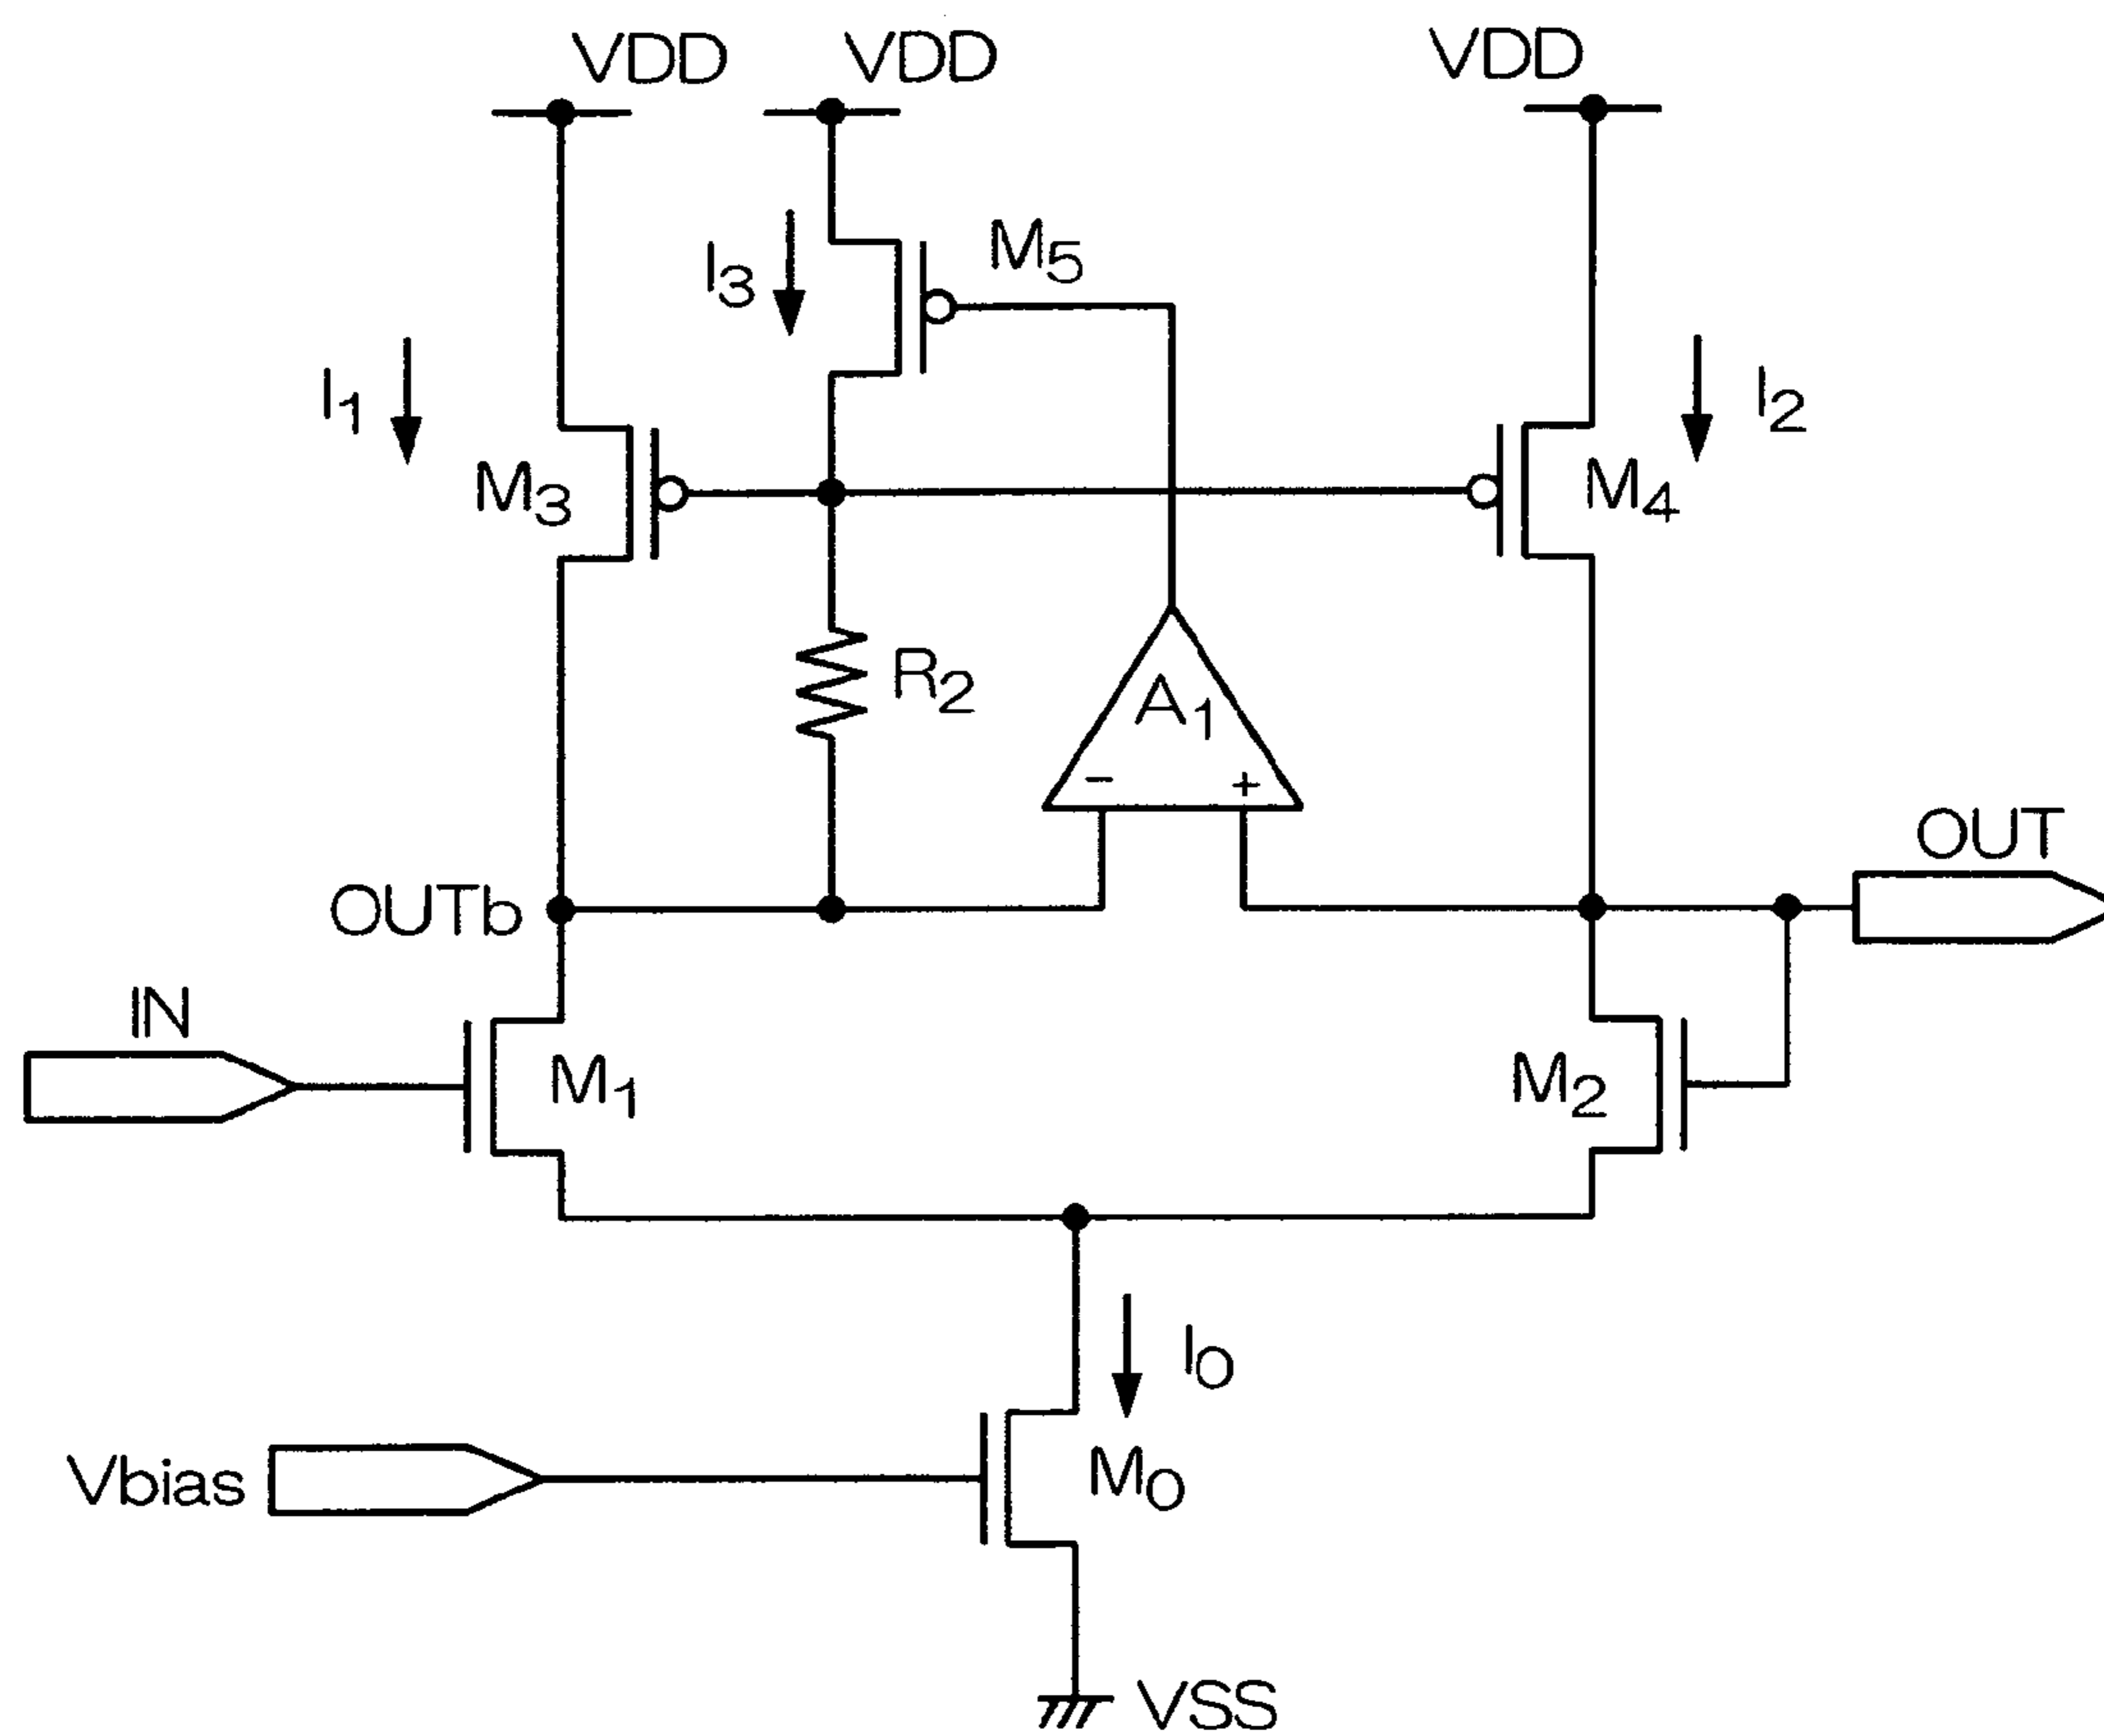 VDD VDD VDD
M5
I3
I1
I2
M3
M4
R2
A1
- +
OUT
OUTb
IN
M1
M2
I0
Vbias
M0
VSS